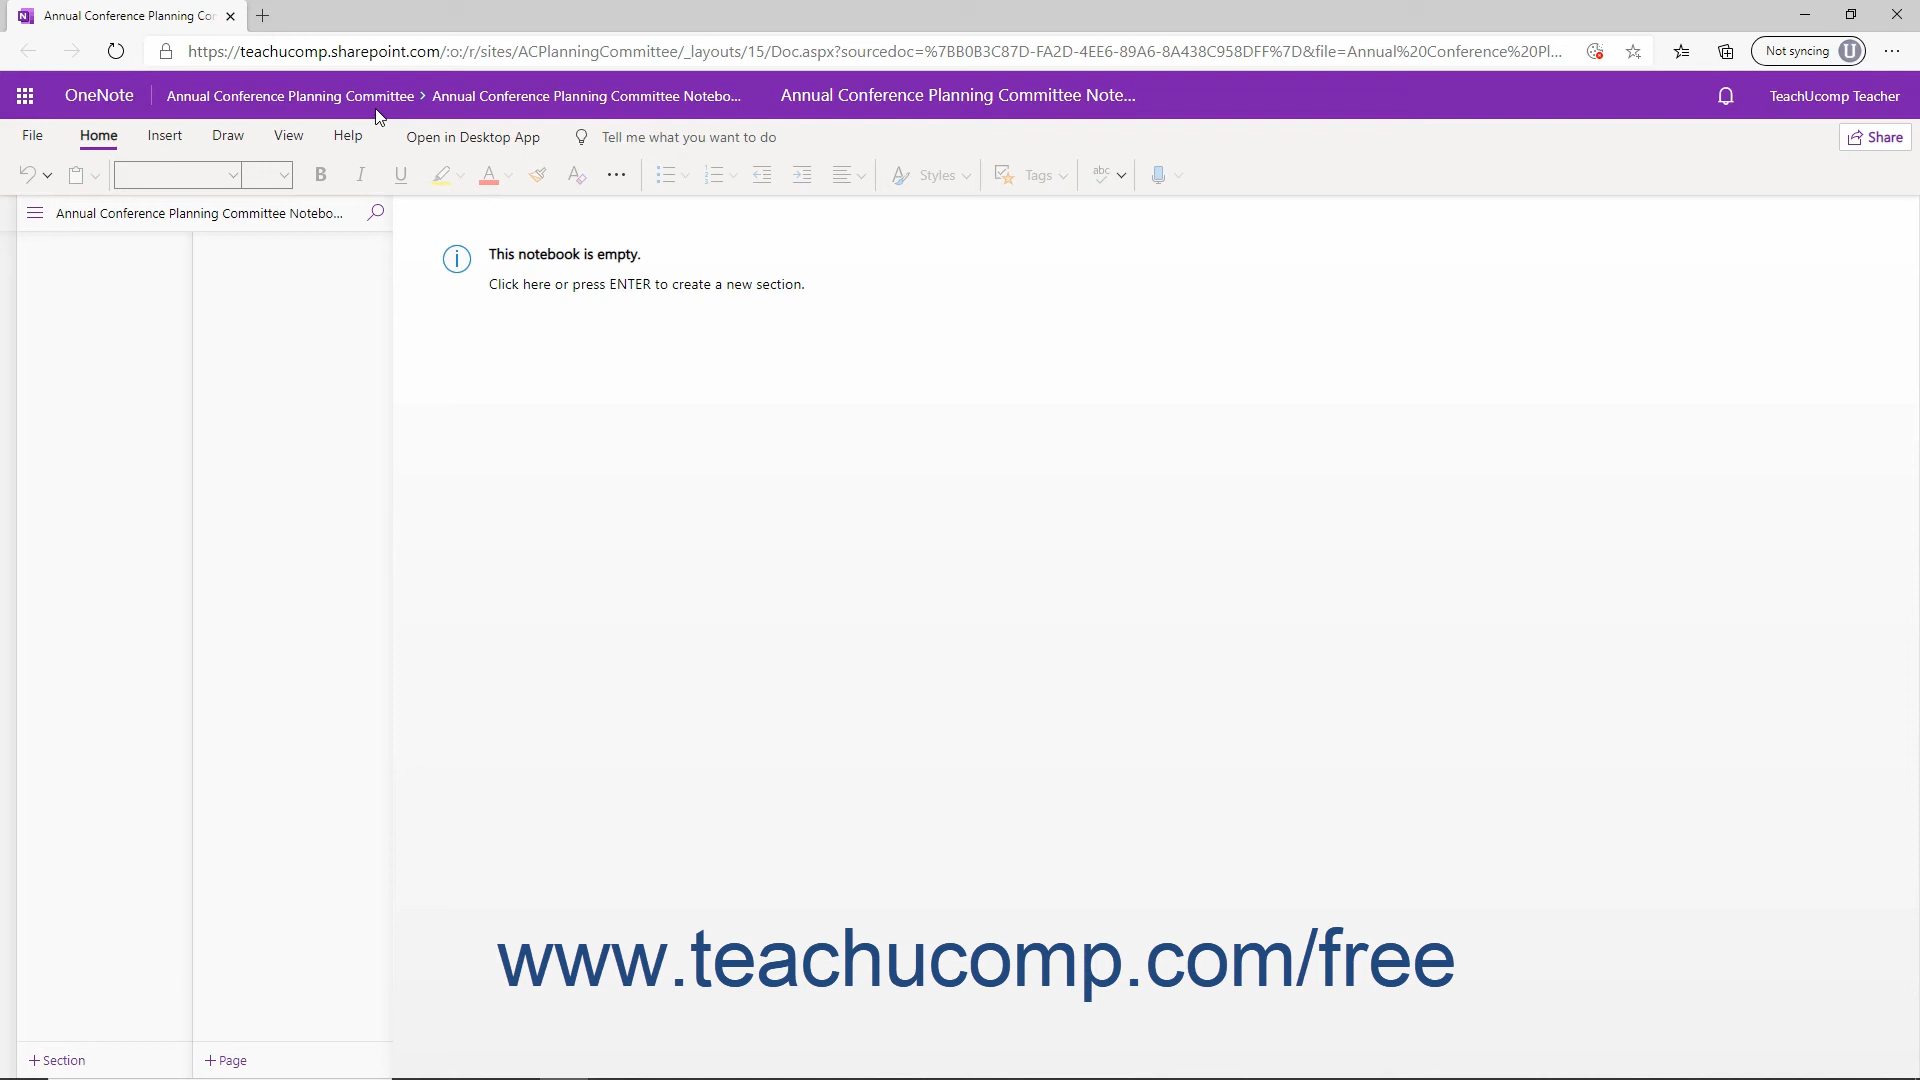 Annual Conference Planning Co
https://teachucomp.sharepoint.com/:o:/r/sites/ACPlanningCommittee/_layouts/15/Doc.aspx?sourcedoc=%7BB0B3C87D-FA2D-4EE6-89A6-8A438C958DFF%7D&file=Annual%20Conference%20Pl...
Not syncing U
OneNote Annual Conference Planning Committee > Annual Conference Planning Committee Notebo... Annual Conference Planning Committee Note... TeachUcomp Teacher
File Home Insert Draw View Help Open in Desktop App Tell me what you want to do Share
B I U A A Styles Tags abc
Annual Conference Planning Committee Notebo...
This notebook is empty.
Click here or press ENTER to create a new section.
www.teachucomp.com/free
+ Section + Page